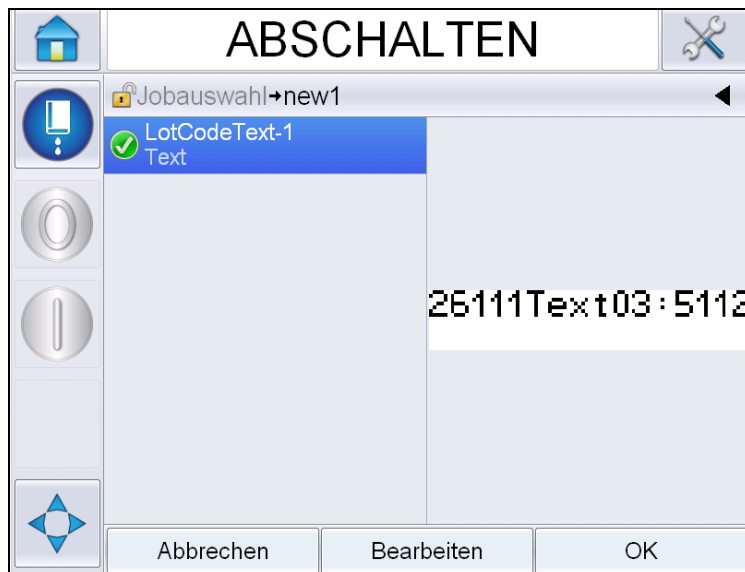 ABSCHALTEN
Jobauswahl→new1
LotCodeText-1
Text
26111Text03:5112
Abbrechen
Bearbeiten
OK